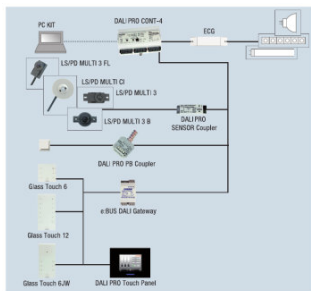 PC KIT
DALI PRO CONT-4
ECG
LS/PD MULTI 3 FL
LS/PD MULTI CI
LS/PD MULTI 3
LS/PD MULTI 3 B
DALI PRO
SENSOR Coupler
DALI PRO PB Coupler
Glass Touch 6
e:BUS DALI Gateway
Glass Touch 12
Glass Touch 6JW
DALI PRO Touch Panel